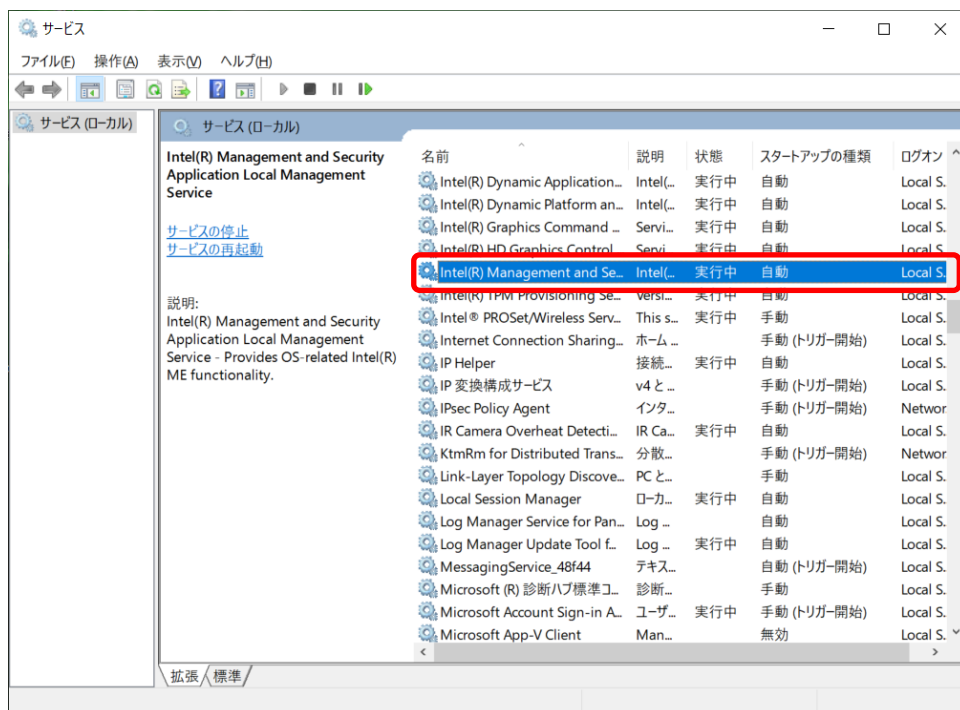 サービス
ファイル(F) 操作(A) 表示(V) ヘルプ(H)
サービス (ローカル)
サービス (ローカル)
Intel(R) Management and Security
Application Local Management
Service
サービスの停止
サービスの再起動
説明:
Intel(R) Management and Security
Application Local Management
Service - Provides OS-related Intel(R)
ME functionality.
名前 説明 状態 スタートアップの種類 ログオン
Intel(R) Dynamic Application... Intel(... 実行中 自動 Local S.
Intel(R) Dynamic Platform an... Intel(... 実行中 自動 Local S.
Intel(R) Graphics Command ... Servi... 実行中 自動 Local S.
Intel(R) HD Graphics Control Servi 実行中 自動 Local S.
Intel(R) Management and Se... Intel(... 実行中 自動 Local S.
Intel(R) TPM Provisioning Se... Versi... 実行中 自動 Local S.
Intel® PROSet/Wireless Serv... This s... 実行中 手動 Local S.
Internet Connection Sharing... ホーム ... 手動 (トリガー開始) Local S.
IP Helper 接続... 実行中 自動 Local S.
IP 変換構成サービス v4 と ... 手動 (トリガー開始) Local S.
IPsec Policy Agent インタ... 手動 (トリガー開始) Networ
IR Camera Overheat Detecti... IR Ca... 実行中 自動 Local S.
KtmRm for Distributed Trans... 分散... 手動 (トリガー開始) Networ
Link-Layer Topology Discove... PC と... 手動 Local S.
Local Session Manager ローカ... 実行中 自動 Local S.
Log Manager Service for Pan... Log ... 自動 Local S.
Log Manager Update Tool f... Log ... 実行中 自動 Local S.
MessagingService_48f44 テキス... 自動 (トリガー開始) Local S.
Microsoft (R) 診断ハブ標準コ... 診断... 手動 Local S.
Microsoft Account Sign-in A... ユーザ... 実行中 手動 (トリガー開始) Local S.
Microsoft App-V Client Man... 無効 Local S.
拡張 標準